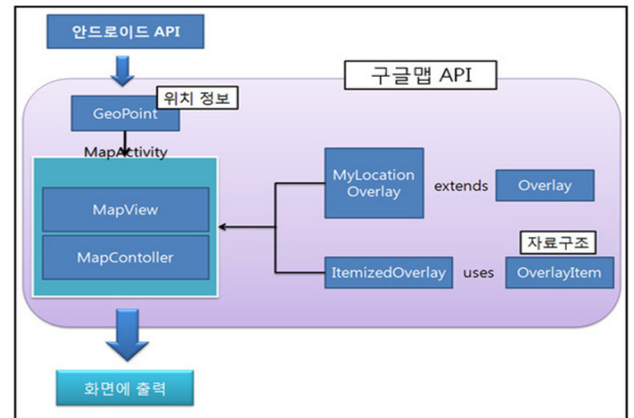 안드로이드 API
구글맵 API
위치 정보
GeoPoint
MapActivity
MapView
MapContoller
MyLocation
Overlay
extends
Overlay
자료구조
ItemizedOverlay
uses
OverlayItem
화면에 출력